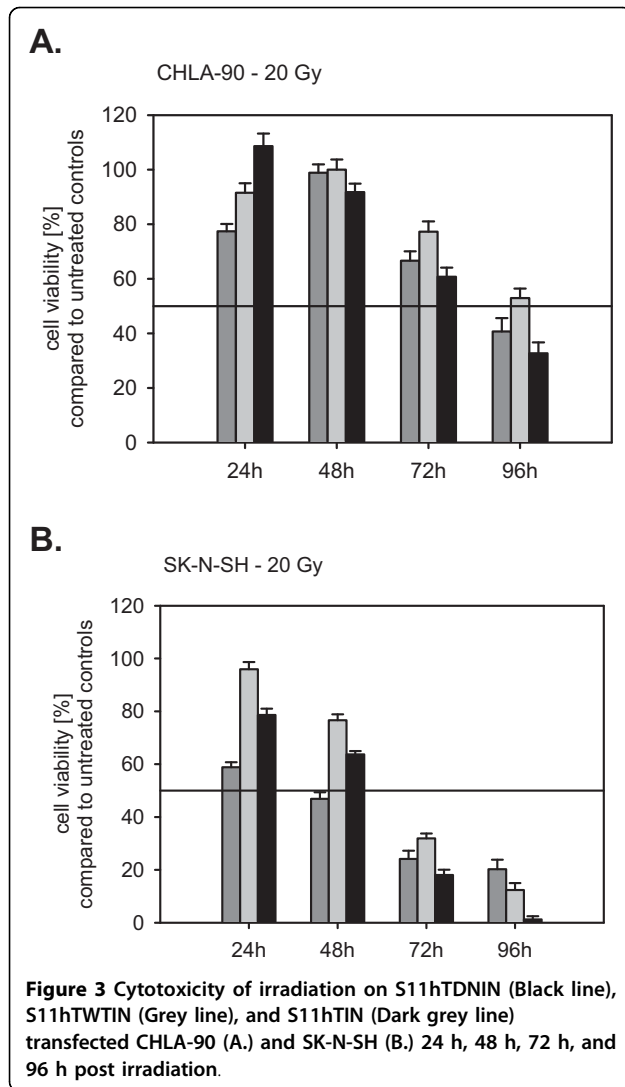 A.
CHLA-90 - 20 Gy
cell viability [%]
compared to untreated controls
120
100
80
60
40
20
0
24h 48h 72h 96h
B.
SK-N-SH - 20 Gy
cell viability [%]
compared to untreated controls
120
100
80
60
40
20
0
24h 48h 72h 96h
Figure 3 Cytotoxicity of irradiation on S11hTDNIN (Black line),
S11hTWTIN (Grey line), and S11hTIN (Dark grey line)
transfected CHLA-90 (A.) and SK-N-SH (B.) 24 h, 48 h, 72 h, and
96 h post irradiation.